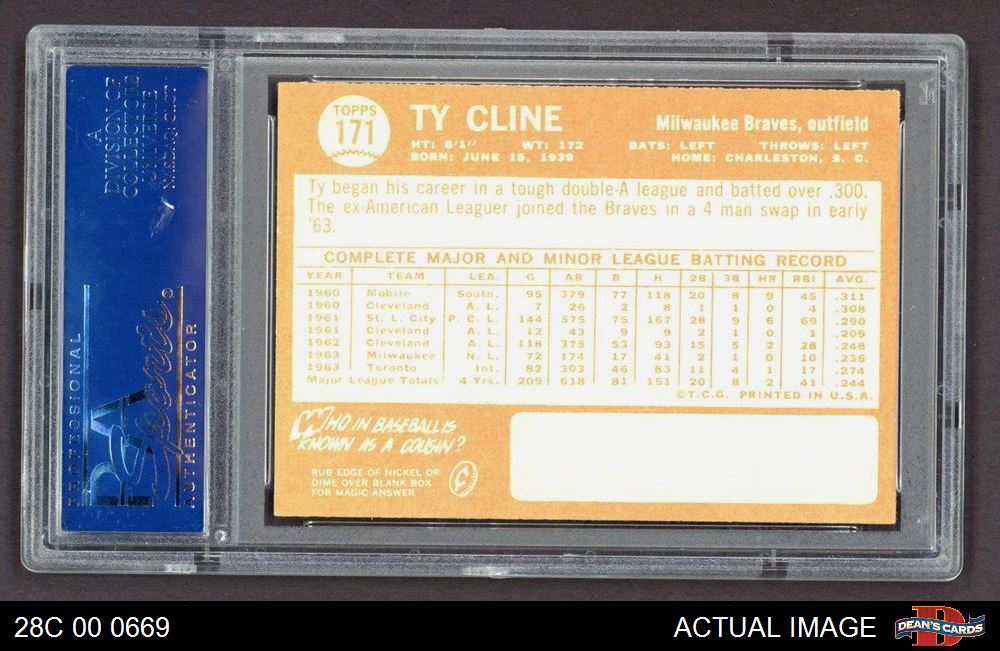 A
DIVISION OF
COLLECTORS
UNIVERSE
NASDAQ: CLCT
PROFESSIONAL
PSA
Sports
AUTHENTICATOR
TOPPS
171
TY CLINE
Milwaukee Braves, outfield
HT: 6'1" WT: 172 BATS: LEFT THROWS: LEFT
BORN: JUNE 15, 1939 HOME: CHARLESTON, S. C.
Ty began his career in a tough double-A league and batted over .300.
The ex-American Leaguer joined the Braves in a 4 man swap in early
'63.
COMPLETE MAJOR AND MINOR LEAGUE BATTING RECORD
YEAR TEAM LEA. G AB R H 2B 3B HR RBI AVG.
1960 Mobile South. 95 379 77 118 20 8 9 45 .311
1960 Cleveland A. L. 7 26 2 8 1 1 0 4 .308
1961 St. L. City P. C. L. 144 575 75 167 28 9 6 69 .290
1961 Cleveland A. L. 12 43 9 9 2 1 0 1 .209
1962 Cleveland A. L. 118 375 53 93 15 5 2 28 .248
1963 Milwaukee N. L. 72 174 17 41 2 1 0 10 .236
1963 Toronto Int. 82 303 46 83 11 4 1 17 .274
Major League Totals 4 Yrs. 209 618 81 151 20 8 2 41 .244
©T.C.G. PRINTED IN U.S.A.
WHO IN BASEBALL IS
KNOWN AS A COUSIN?
RUB EDGE OF NICKEL OR
DIME OVER BLANK BOX
FOR MAGIC ANSWER
28C 00 0669
ACTUAL IMAGE
DEAN'S CARDS